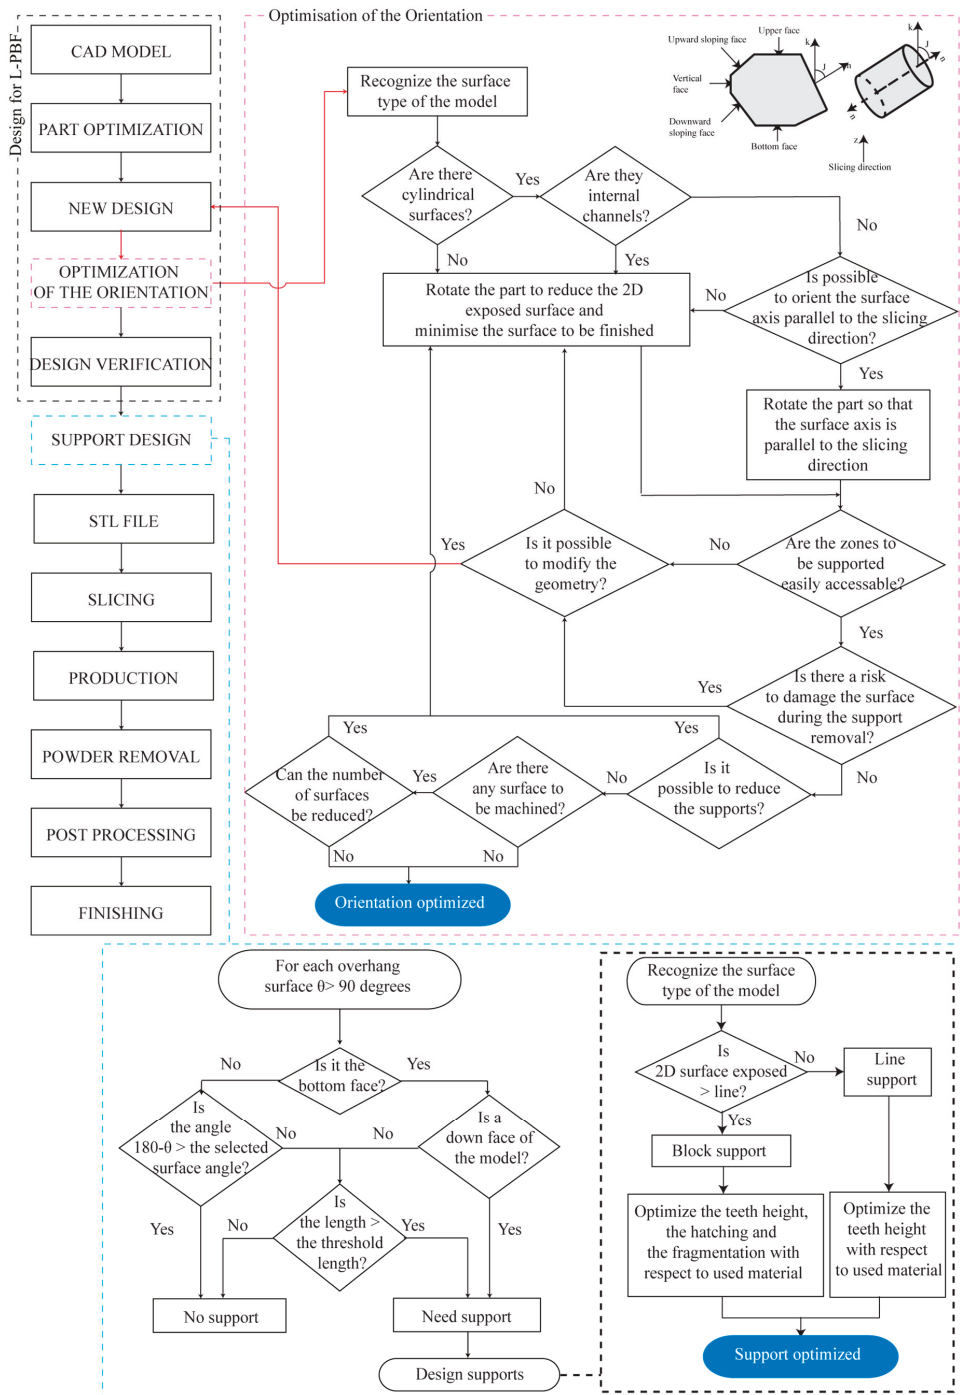 Design for L-PBF
CAD MODEL
PART OPTIMIZATION
NEW DESIGN
OPTIMIZATION
OF THE ORIENTATION
DESIGN VERIFICATION
SUPPORT DESIGN
STL FILE
SLICING
PRODUCTION
POWDER REMOVAL
POST PROCESSING
FINISHING
Optimisation of the Orientation
Upper face
Upward sloping face
Vertical
face
Downward
sloping face
Bottom face
k
J
n
k
J
n
n
z
Slicing direction
Recognize the surface
type of the model
Are there
cylindrical
surfaces?
Yes
Are they
internal
channels?
No
No
Yes
Rotate the part to reduce the 2D
exposed surface and
minimise the surface to be finished
No
Is possible
to orient the surface
axis parallel to the slicing
direction?
Yes
Rotate the part so that
the surface axis is
parallel to the slicing
direction
No
Yes
Is it possible
to modify the
geometry?
No
Are the zones to
be supported
easily accessable?
Yes
Yes
Is there a risk
to damage the surface
during the support
removal?
No
Yes
Yes
Can the number
of surfaces
be reduced?
Yes
Are there
any surface to
be machined?
No
Is it
possible to reduce
the supports?
No
No
Orientation optimized
For each overhang
surface θ> 90 degrees
No
Is it the
bottom face?
Yes
Is
the angle
180-θ > the selected
surface angle?
No
No
Is a
down face of
the model?
Yes
No
Is
the length >
the threshold
length?
Yes
Yes
No support
Need support
Design supports
Recognize the surface
type of the model
Is
2D surface exposed
> line?
No
Line
support
Yes
Block support
Optimize the teeth height,
the hatching and
the fragmentation with
respect to used material
Optimize the
teeth height
with respect
to used material
Support optimized